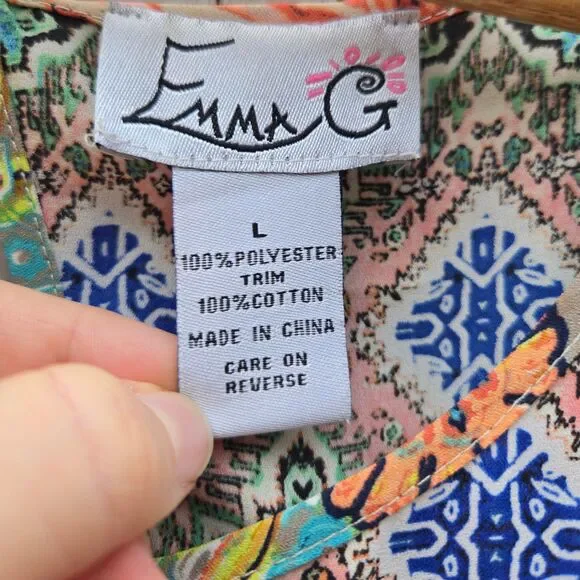 EMMA G
L
100%POLYESTER
TRIM
100%COTTON
MADE IN CHINA
CARE ON
REVERSE